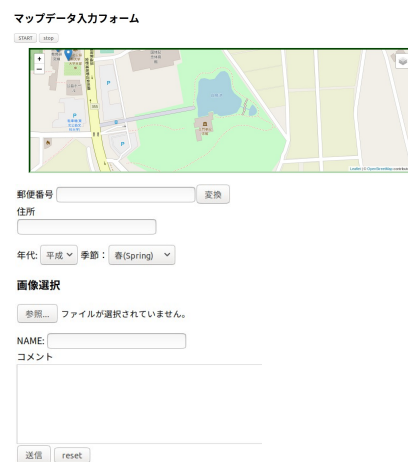 マップデータ入力フォーム
START stop
+
−
P
P
P
Leaflet | © OpenStreetMap contributors
郵便番号 変換
住所
年代: 平成 季節： 春(Spring)
画像選択
参照... ファイルが選択されていません。
NAME:
コメント
送信 reset